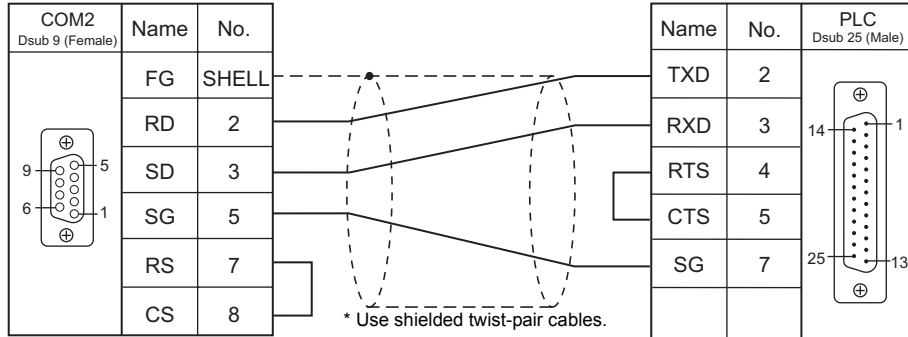 COM2
Dsub 9 (Female)
Name
No.
FG
SHELL
RD
2
SD
3
SG
5
RS
7
CS
8
9
5
6
1
* Use shielded twist-pair cables.
Name
No.
PLC
Dsub 25 (Male)
TXD
2
RXD
3
RTS
4
CTS
5
SG
7
14
1
25
13